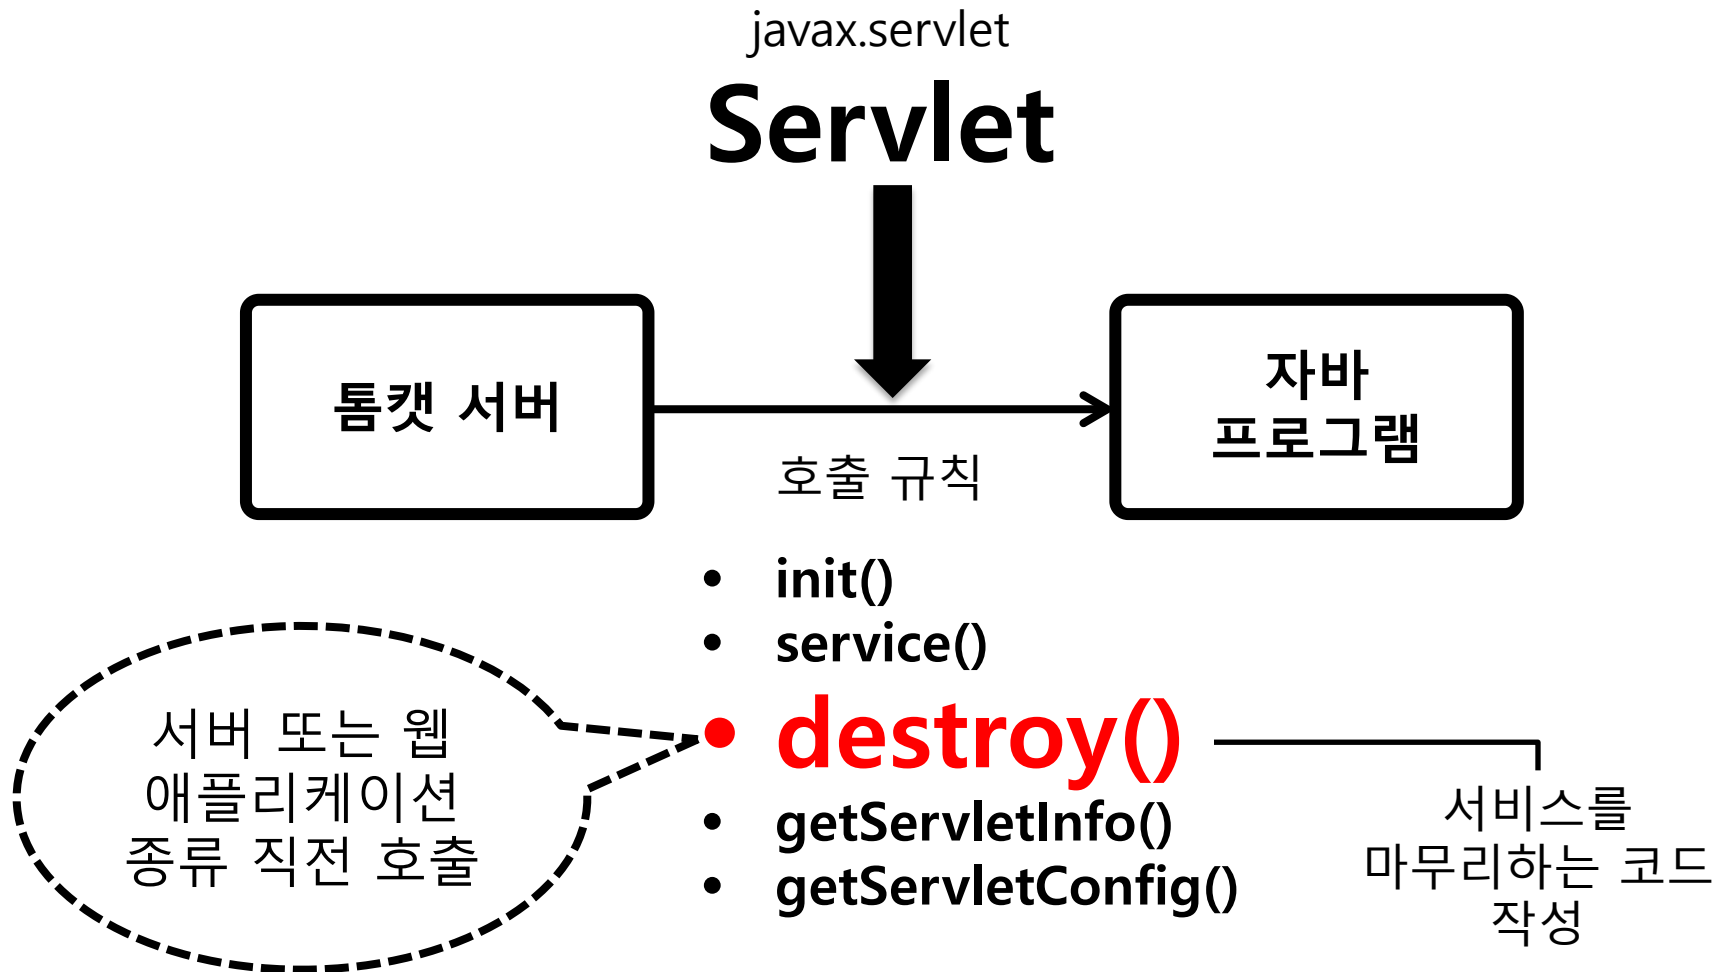 javax.servlet
Servlet
톰캣 서버
자바
프로그램
호출 규칙
• init()
• service()
• destroy()
• getServletInfo()
• getServletConfig()
서버 또는 웹
애플리케이션
종류 직전 호출
서비스를
마무리하는 코드
작성